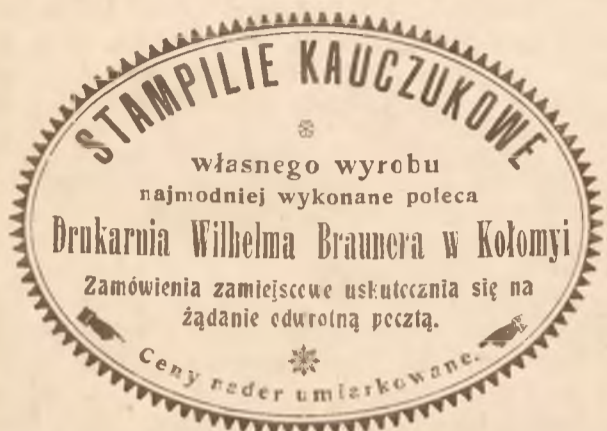 STAMPILIE KAUCZUKOWE
własnego wyrobu
najmodniej wykonane poleca
Drukarnia Wilhelma Braunera w Kołomyi
Zamówienia zamiejscowe uskutecznia się na
żądanie odwrotną pocztą.
Ceny nader umiarkowane.